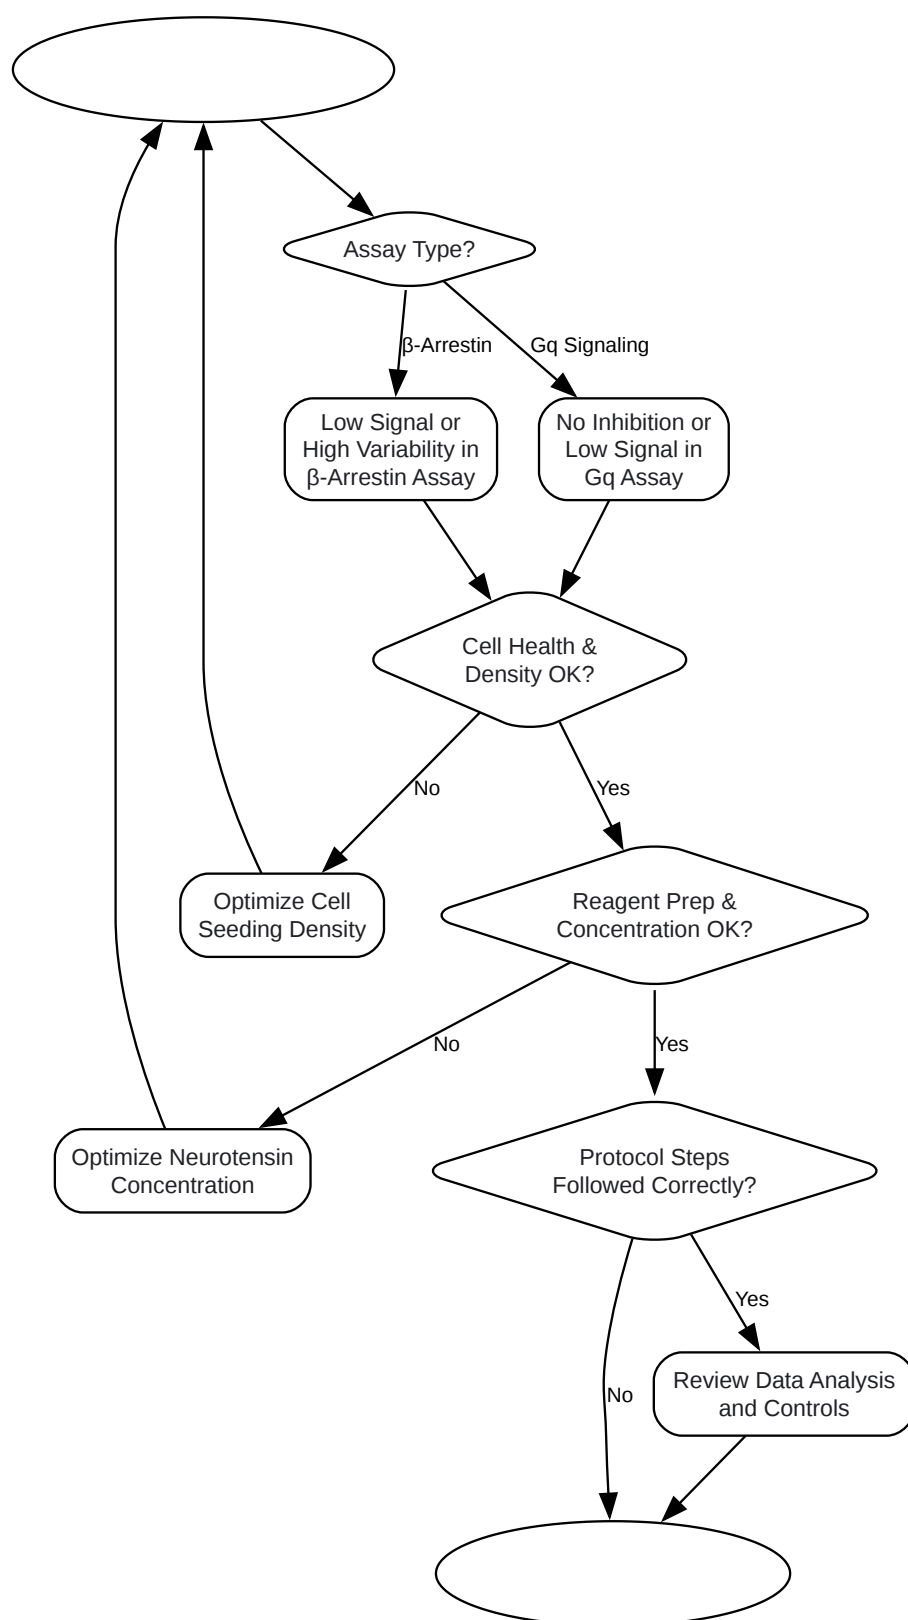 Assay Type?
β-Arrestin
Gq Signaling
Low Signal or
High Variability in
β-Arrestin Assay
No Inhibition or
Low Signal in
Gq Assay
Cell Health &
Density OK?
No
Yes
Optimize Cell
Seeding Density
Reagent Prep &
Concentration OK?
No
Yes
Optimize Neurotensin
Concentration
Protocol Steps
Followed Correctly?
Yes
No
Review Data Analysis
and Controls